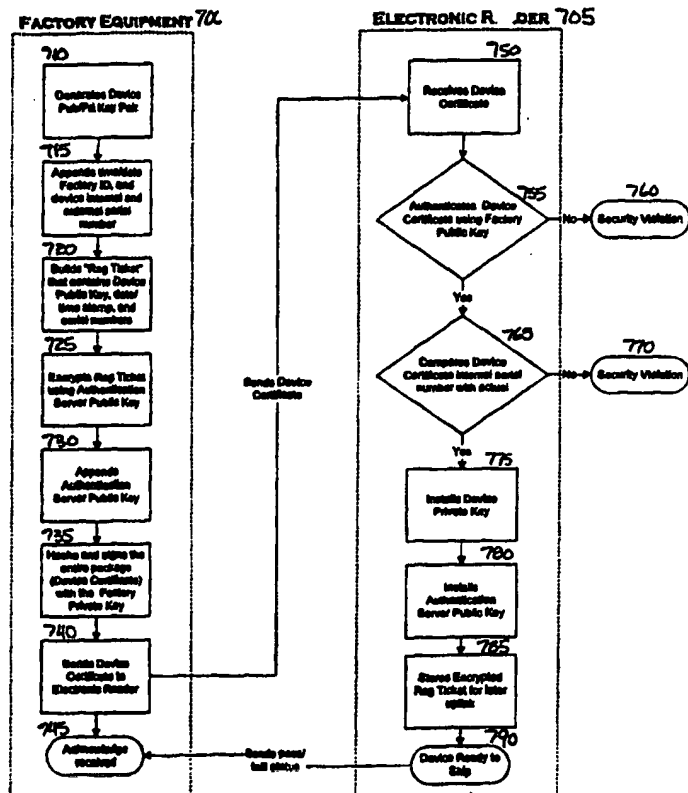 FACTORY EQUIPMENT
710
Generates Device
Pub/Pri Key Pair
715
Appends time/date
Factory ID, and
device internal and
external serial
number
720
Builds "Reg Ticket"
that contains Device
Public Key, date/
time stamp, and
serial numbers
725
Encrypts Reg Ticket
using Authentication
Server Public Key
730
Appends
Authentication
Server Public Key
735
Hashs and signs the
entire package
(Device Certificate)
with the Factory
Private Key
740
Sends Device
Certificate to
Electronic Reader
745
Acknowledge
received
Sends Device
Certificate
Sends pass/
fail status
ELECTRONIC R DER 705
750
Receives Device
Certificate
755
Authenticates Device
Certificate using Factory
Public Key
No
760
Security Violation
Yes
765
Compares Device
Certificate internal serial
number with actual
No
770
Security Violation
Yes
775
Installs Device
Private Key
780
Installs
Authentication
Server Public Key
785
Stores Encrypted
Reg Ticket for later
uplink
790
Device Ready to
Ship